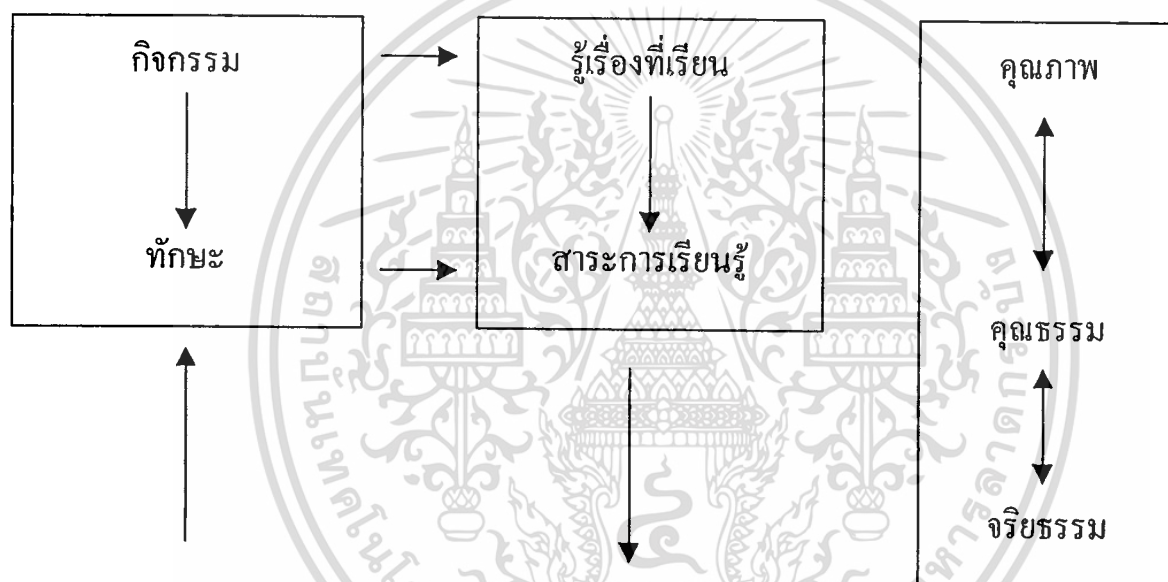 กิจกรรม
ทักษะ
รู้เรื่องที่เรียน
สาระการเรียนรู้
คุณภาพ
คุณธรรม
จริยธรรม